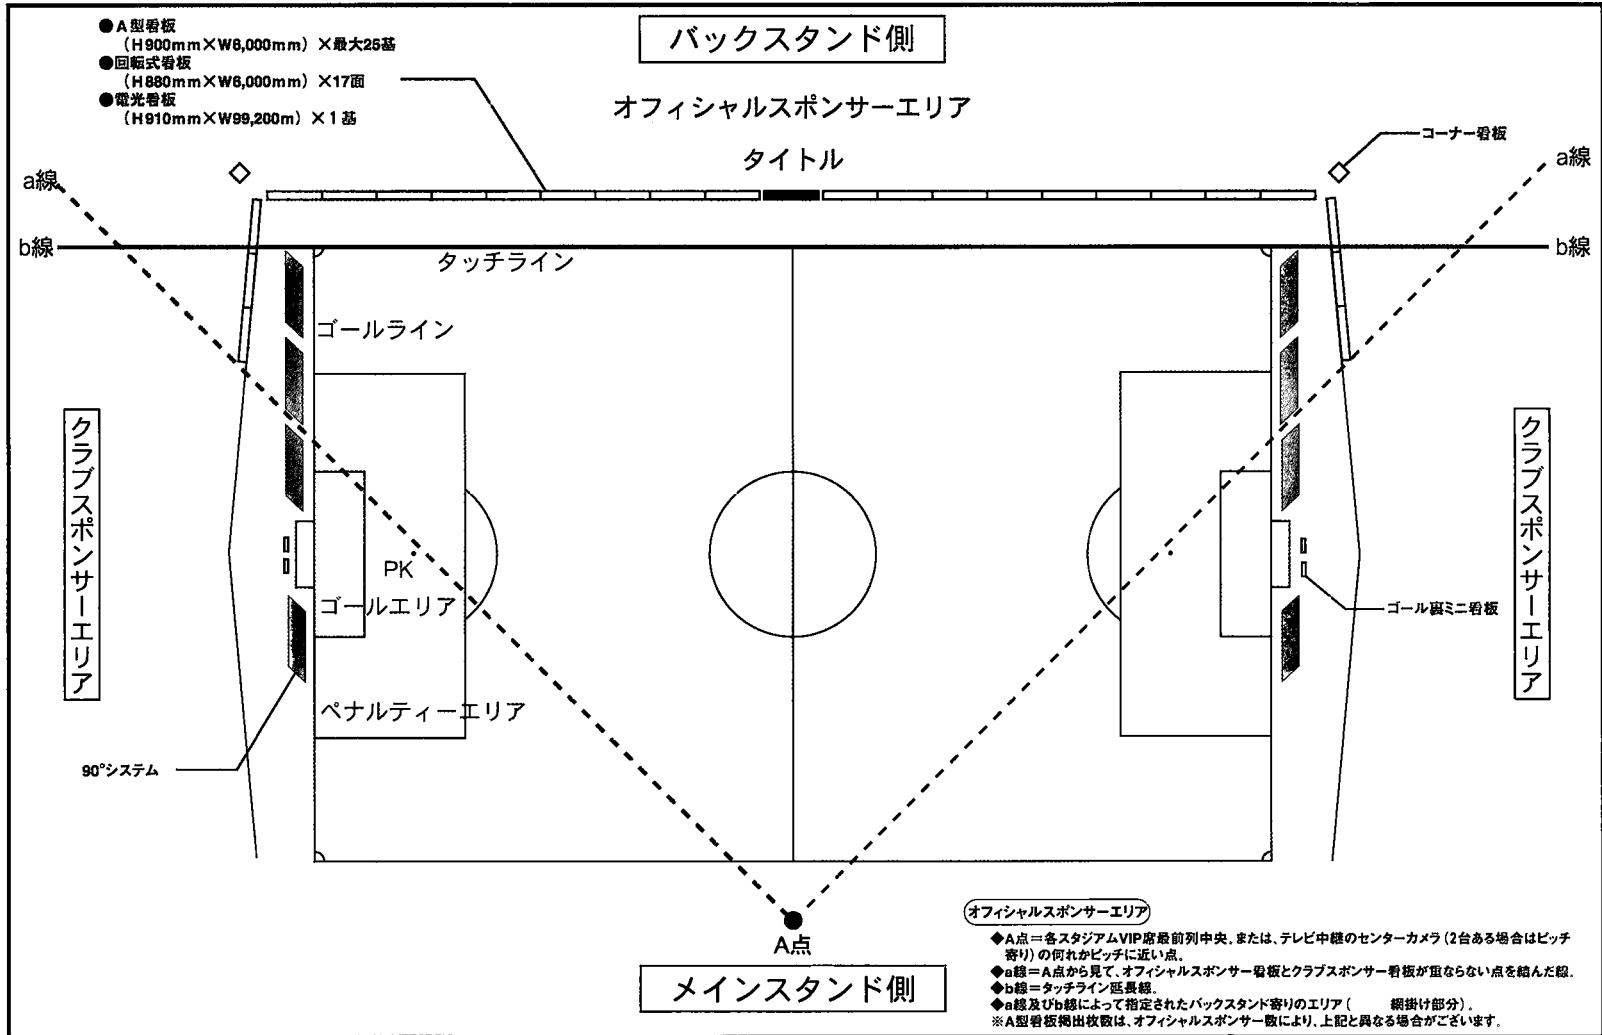 ●A型看板
(H900mm×W6,000mm)×最大25基
●回転式看板
(H880mm×W6,000mm)×17面
●電光看板
(H910mm×W99,200m)×1基
バックスタンド側
オフィシャルスポンサーエリア
タイトル
コーナー看板
a線
a線
b線
b線
タッチライン
ゴールライン
クラブスポンサーエリア
クラブスポンサーエリア
PK
ゴールエリア
ゴール裏ミニ看板
ペナルティーエリア
90°システム
A点
メインスタンド側
オフィシャルスポンサーエリア
◆A点=各スタジアムVIP席最前列中央、または、テレビ中継のセンターカメラ(2台ある場合はピッチ
寄り)の何れかピッチに近い点。
◆a線=A点から見て、オフィシャルスポンサー看板とクラブスポンサー看板が重ならない点を結んだ線。
◆b線=タッチライン延長線。
◆a線及びb線によって指定されたバックスタンド寄りのエリア( 網掛け部分)。
※A型看板掲出枚数は、オフィシャルスポンサー数により、上記と異なる場合がございます。